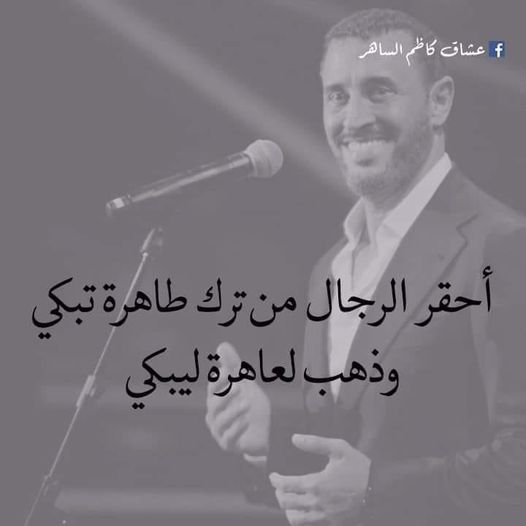 عشاق كاظم الساهر
أحقر الرجال من ترك طاهرة تبكي
وذهب لعاهرة ليبكي